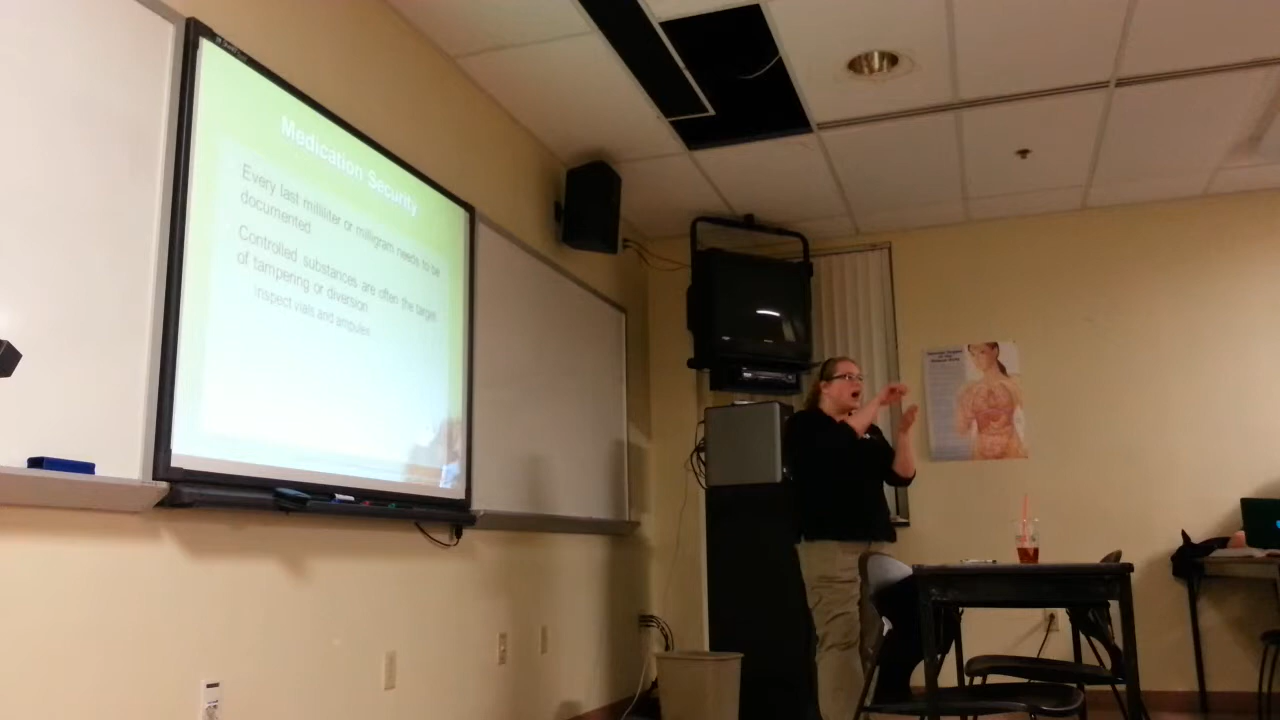 Medication Security
Every last milliliter or milligram needs to be
documented
Controlled substances are often the target
of tampering or diversion
Inspect vials and ampules